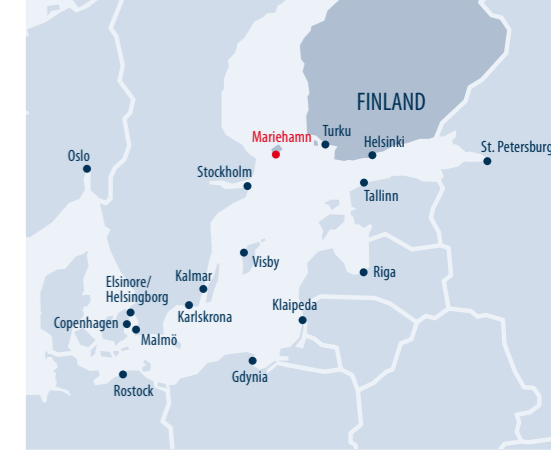 FINLAND
Mariehamn
Turku
Helsinki
St. Petersburg
Oslo
Stockholm
Tallinn
Visby
Riga
Kalmar
Elsinore/
Helsingborg
Klaipeda
Karlskrona
Copenhagen
Malmö
Gdynia
Rostock